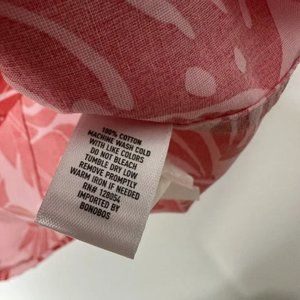 100% COTTON
MACHINE WASH COLD
WITH LIKE COLORS
DO NOT BLEACH
TUMBLE DRY LOW
REMOVE PROMPTLY
WARM IRON IF NEEDED
RN# 128054
IMPORTED BY
BONOBOS